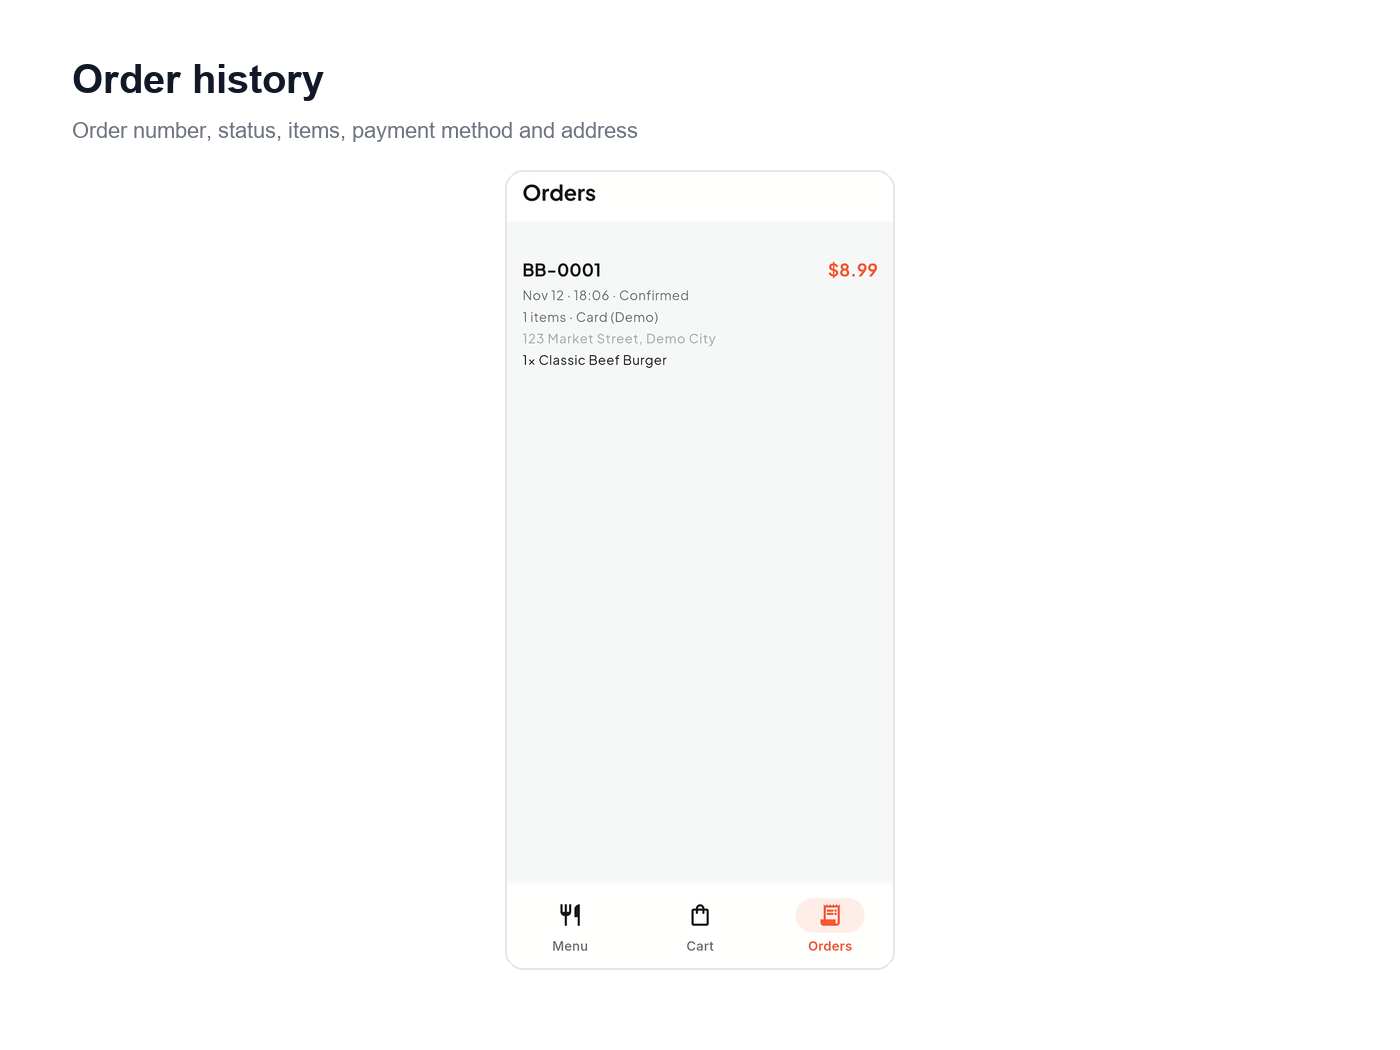 Order history
Order number, status, items, payment method and address
Orders
BB-0001 $8.99
Nov 12 · 18:06 · Confirmed
1 items · Card (Demo)
123 Market Street, Demo City
1× Classic Beef Burger
Menu Cart Orders